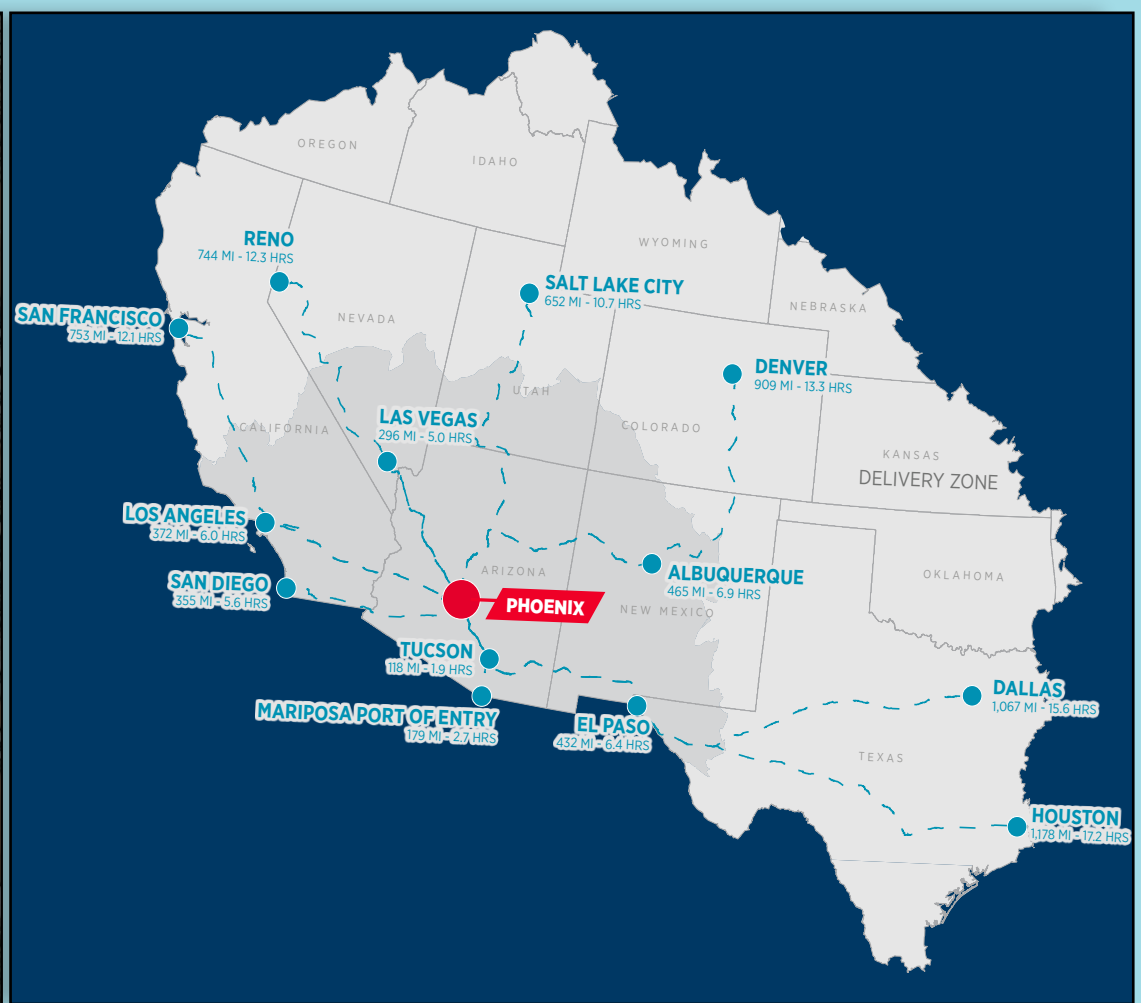 OREGON
IDAHO
RENO
744 MI - 12.3 HRS
WYOMING
SALT LAKE CITY
652 MI - 10.7 HRS
NEBRASKA
SAN FRANCISCO
753 MI - 12.1 HRS
NEVADA
DENVER
909 MI - 13.3 HRS
UTAH
LAS VEGAS
296 MI - 5.0 HRS
CALIFORNIA
COLORADO
KANSAS
DELIVERY ZONE
LOS ANGELES
372 MI - 6.0 HRS
ARIZONA
ALBUQUERQUE
465 MI - 6.9 HRS
OKLAHOMA
SAN DIEGO
355 MI - 5.6 HRS
PHOENIX
NEW MEXICO
TUCSON
118 MI - 1.9 HRS
DALLAS
1,067 MI - 15.6 HRS
MARIPOSA PORT OF ENTRY
179 MI - 2.7 HRS
EL PASO
432 MI - 6.4 HRS
TEXAS
HOUSTON
1,178 MI - 17.2 HRS